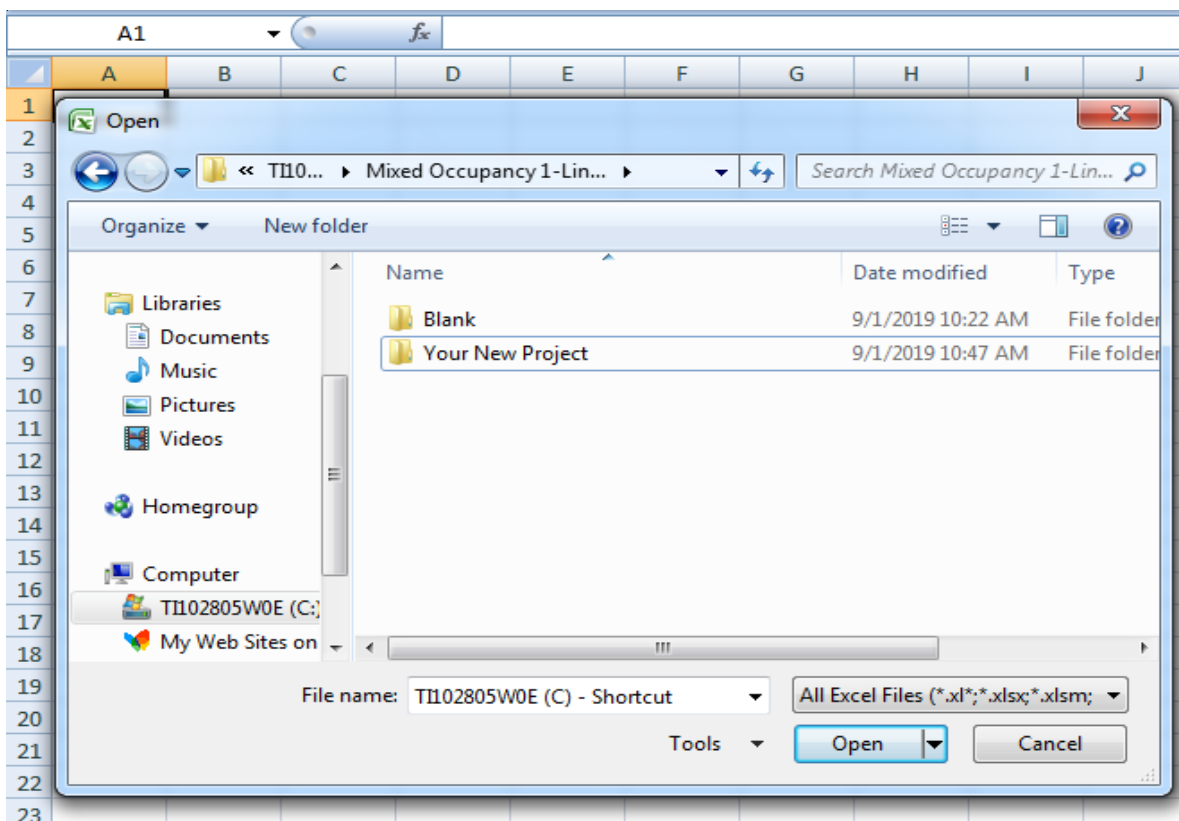 A1 fx
A B C D E F G H I J
1
Open
2
3
« TI10... Mixed Occupancy 1-Lin... Search Mixed Occupancy 1-Lin...
4
5
Organize New folder
6
Name Date modified Type
7
Libraries
Blank 9/1/2019 10:22 AM File folder
8
Documents
Your New Project 9/1/2019 10:47 AM File folder
9
Music
10
Pictures
11
Videos
12
13
Homegroup
14
15
Computer
16
TI102805W0E (C:)
17
My Web Sites on
18
19
File name: TI102805W0E (C) - Shortcut All Excel Files (*.xl*;*.xlsx;*.xlsm;
20
Tools Open Cancel
21
22
23